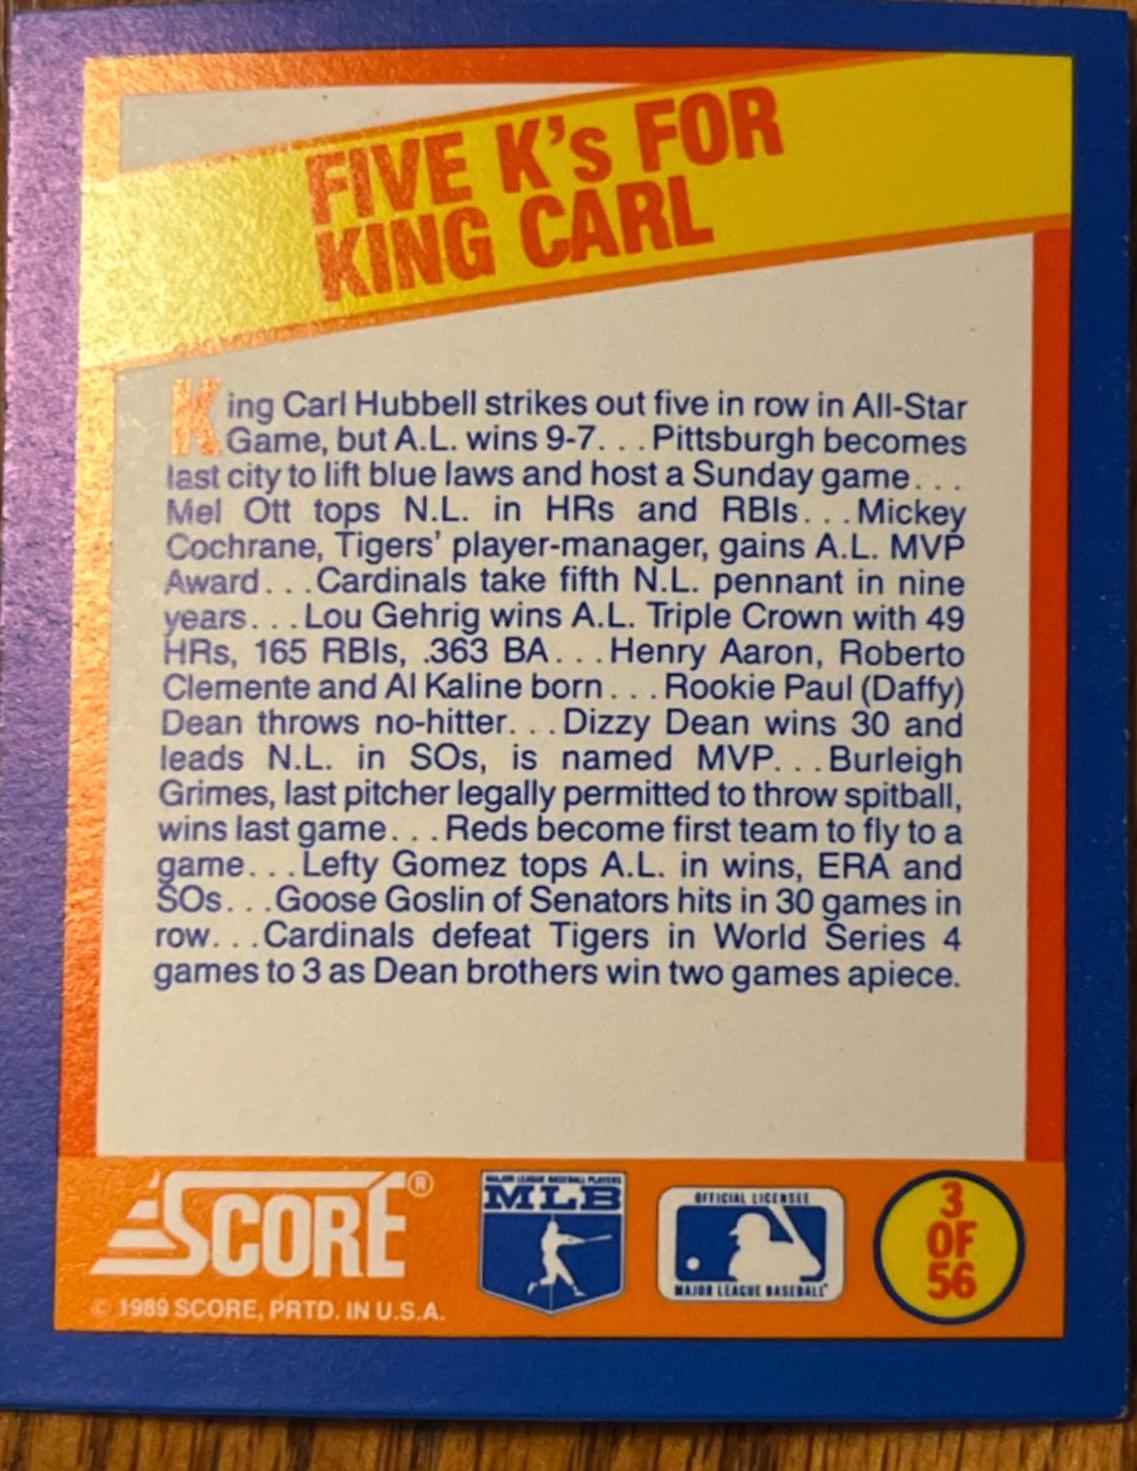 FIVE K's FOR
KING CARL
King Carl Hubbell strikes out five in row in All-Star
Game, but A.L. wins 9-7. . . Pittsburgh becomes
last city to lift blue laws and host a Sunday game. . .
Mel Ott tops N.L. in HRs and RBIs. . . Mickey
Cochrane, Tigers' player-manager, gains A.L. MVP
Award. . . Cardinals take fifth N.L. pennant in nine
years. . . Lou Gehrig wins A.L. Triple Crown with 49
HRs, 165 RBIs, .363 BA. . . Henry Aaron, Roberto
Clemente and Al Kaline born. . . Rookie Paul (Daffy)
Dean throws no-hitter. . . Dizzy Dean wins 30 and
leads N.L. in SOs, is named MVP. . . Burleigh
Grimes, last pitcher legally permitted to throw spitball,
wins last game. . . Reds become first team to fly to a
game. . . Lefty Gomez tops A.L. in wins, ERA and
SOs. . . Goose Goslin of Senators hits in 30 games in
row. . . Cardinals defeat Tigers in World Series 4
games to 3 as Dean brothers win two games apiece.
SCORE®
© 1989 SCORE, PRTD. IN U.S.A.
MAJOR LEAGUE BASEBALL PLAYERS
MLB
OFFICIAL LICENSEE
MAJOR LEAGUE BASEBALL
3
OF
56